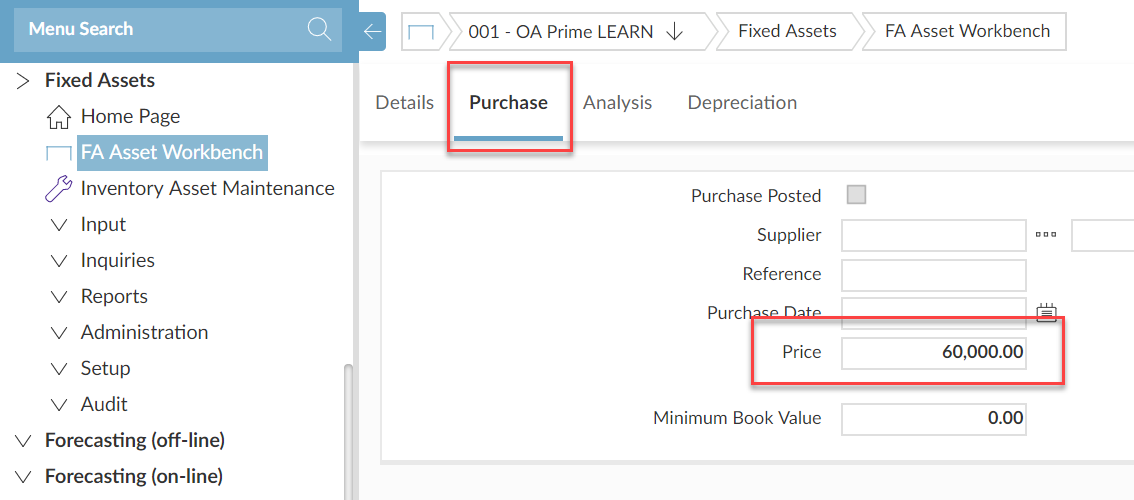 Menu Search
001 - OA Prime LEARN
Fixed Assets
FA Asset Workbench
Fixed Assets
Home Page
FA Asset Workbench
Inventory Asset Maintenance
Input
Inquiries
Reports
Administration
Setup
Audit
Forecasting (off-line)
Forecasting (on-line)
Details
Purchase
Analysis
Depreciation
Purchase Posted
Supplier
Reference
Purchase Date
Price 60,000.00
Minimum Book Value 0.00